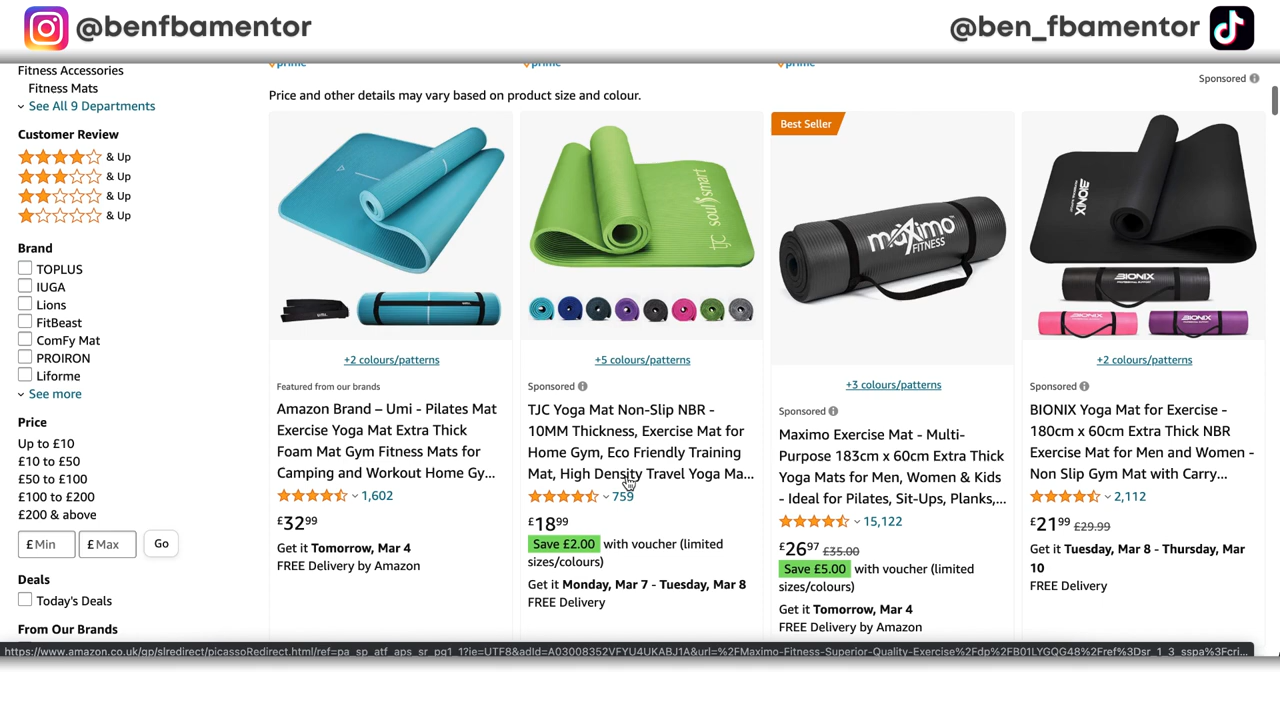 @benfbamentor
@ben_fbamentor
prime
prime
prime
Sponsored
Price and other details may vary based on product size and colour.
Fitness Accessories
Fitness Mats
See All 9 Departments
Customer Review
& Up
& Up
& Up
& Up
Brand
TOPLUS
IUGA
Lions
FitBeast
ComFy Mat
PROIRON
Liforme
See more
Price
Up to £10
£10 to £50
£50 to £100
£100 to £200
£200 & above
£ Min £ Max Go
Deals
Today's Deals
From Our Brands
+2 colours/patterns
Featured from our brands
Amazon Brand – Umi - Pilates Mat
Exercise Yoga Mat Extra Thick
Foam Mat Gym Fitness Mats for
Camping and Workout Home Gy...
1,602
£3299
Get it Tomorrow, Mar 4
FREE Delivery by Amazon
TJC soul smart
+5 colours/patterns
Sponsored
TJC Yoga Mat Non-Slip NBR -
10MM Thickness, Exercise Mat for
Home Gym, Eco Friendly Training
Mat, High Density Travel Yoga Ma...
759
£1899
Save £2.00 with voucher (limited
sizes/colours)
Get it Monday, Mar 7 - Tuesday, Mar 8
FREE Delivery
Best Seller
maximo
FITNESS
+3 colours/patterns
Sponsored
Maximo Exercise Mat - Multi-
Purpose 183cm x 60cm Extra Thick
Yoga Mats for Men, Women & Kids
- Ideal for Pilates, Sit-Ups, Planks,...
15,122
£2697 £35.00
Save £5.00 with voucher (limited
sizes/colours)
Get it Tomorrow, Mar 4
FREE Delivery by Amazon
BIONIX
BIONIX
BIONIX
BIONIX
+2 colours/patterns
Sponsored
BIONIX Yoga Mat for Exercise -
180cm x 60cm Extra Thick NBR
Exercise Mat for Men and Women -
Non Slip Gym Mat with Carry...
2,112
£2199 £29.99
Get it Tuesday, Mar 8 - Thursday, Mar
10
FREE Delivery
https://www.amazon.co.uk/gp/slredirect/picassoRedirect.html/ref=pa_sp_atf_aps_sr_pg1_1?ie=UTF8&adId=A03008352VFYU4UKABJ1A&url=%2FMaximo-Fitness-Superior-Quality-Exercise%2Fdp%2FB01LYGQG48%2Fref%3Dsr_1_3_sspa%3Fcri...